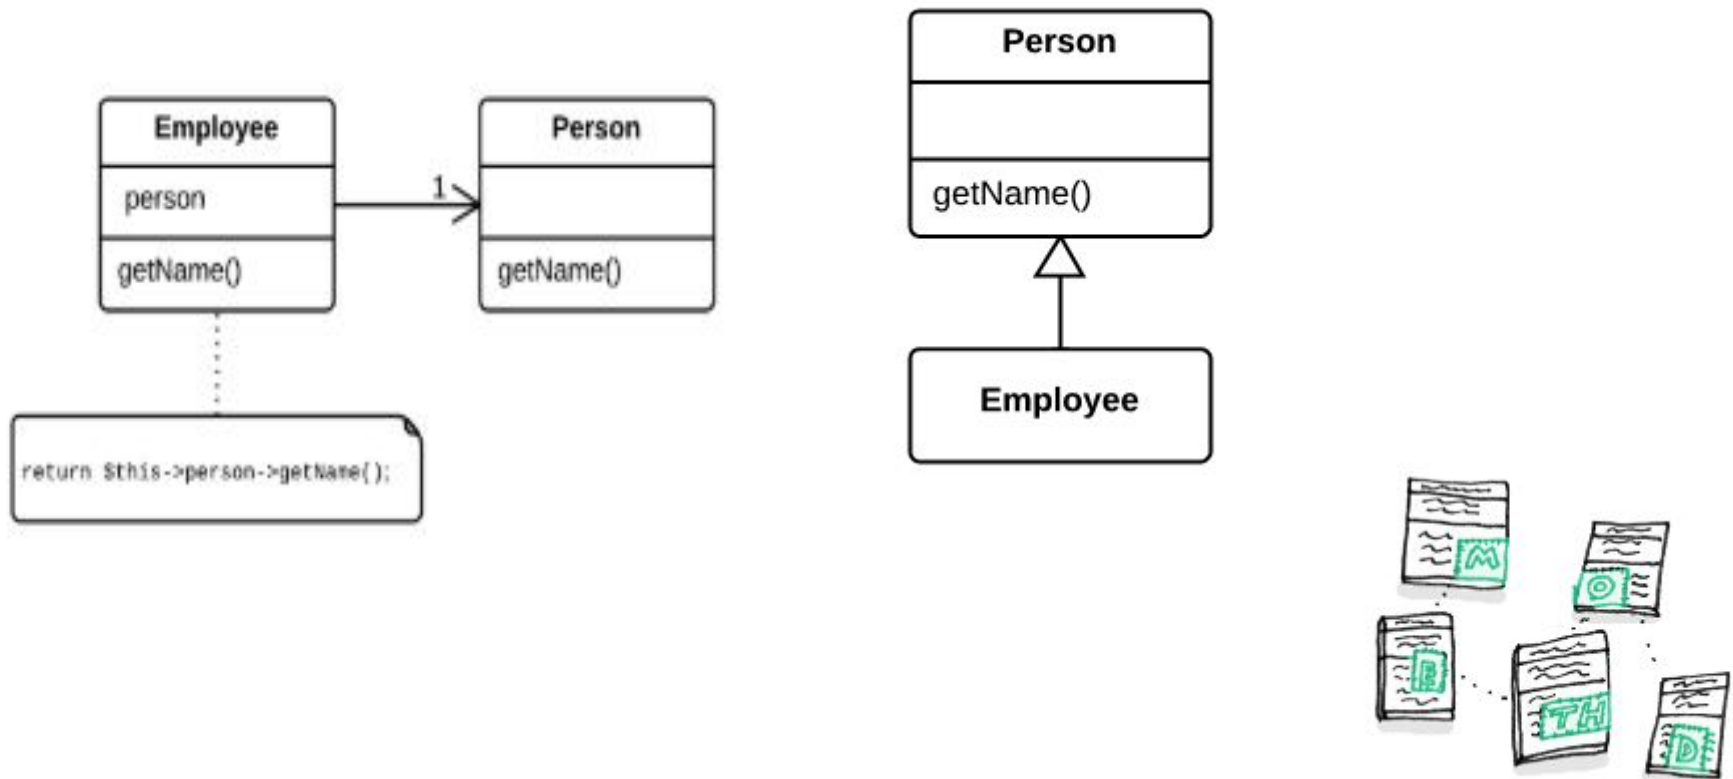 Employee
person
getName()
1
Person
getName()
return $this->person->getName();
Person
getName()
Employee
M
E
TH
O
D